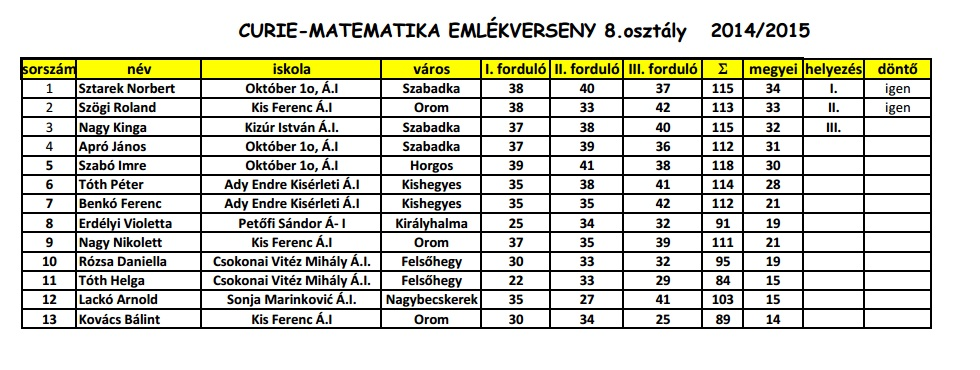 CURIE-MATEMATIKA EMLÉKVERSENY 8.osztály 2014/2015
sorszám név iskola város I. forduló II. forduló III. forduló Σ megyei helyezés döntő
1 Sztarek Norbert Október 1o, Á.I Szabadka 38 40 37 115 34 I. igen
2 Szögi Roland Kis Ferenc Á.I Orom 38 33 42 113 33 II. igen
3 Nagy Kinga Kizúr István Á.I. Szabadka 37 38 40 115 32 III.
4 Apró János Október 1o, Á.I Szabadka 37 39 36 112 31
5 Szabó Imre Október 1o, Á.I Horgos 39 41 38 118 30
6 Tóth Péter Ady Endre Kisérleti Á.I Kishegyes 35 38 41 114 28
7 Benkó Ferenc Ady Endre Kisérleti Á.I Kishegyes 35 35 42 112 21
8 Erdélyi Violetta Petőfi Sándor Á- I Királyhalma 25 34 32 91 19
9 Nagy Nikolett Kis Ferenc Á.I Orom 37 35 39 111 21
10 Rózsa Daniella Csokonai Vitéz Mihály Á.I. Felsőhegy 30 33 32 95 19
11 Tóth Helga Csokonai Vitéz Mihály Á.I. Felsőhegy 22 33 29 84 15
12 Lackó Arnold Sonja Marinković Á.I. Nagybecskerek 35 27 41 103 15
13 Kovács Bálint Kis Ferenc Á.I Orom 30 34 25 89 14